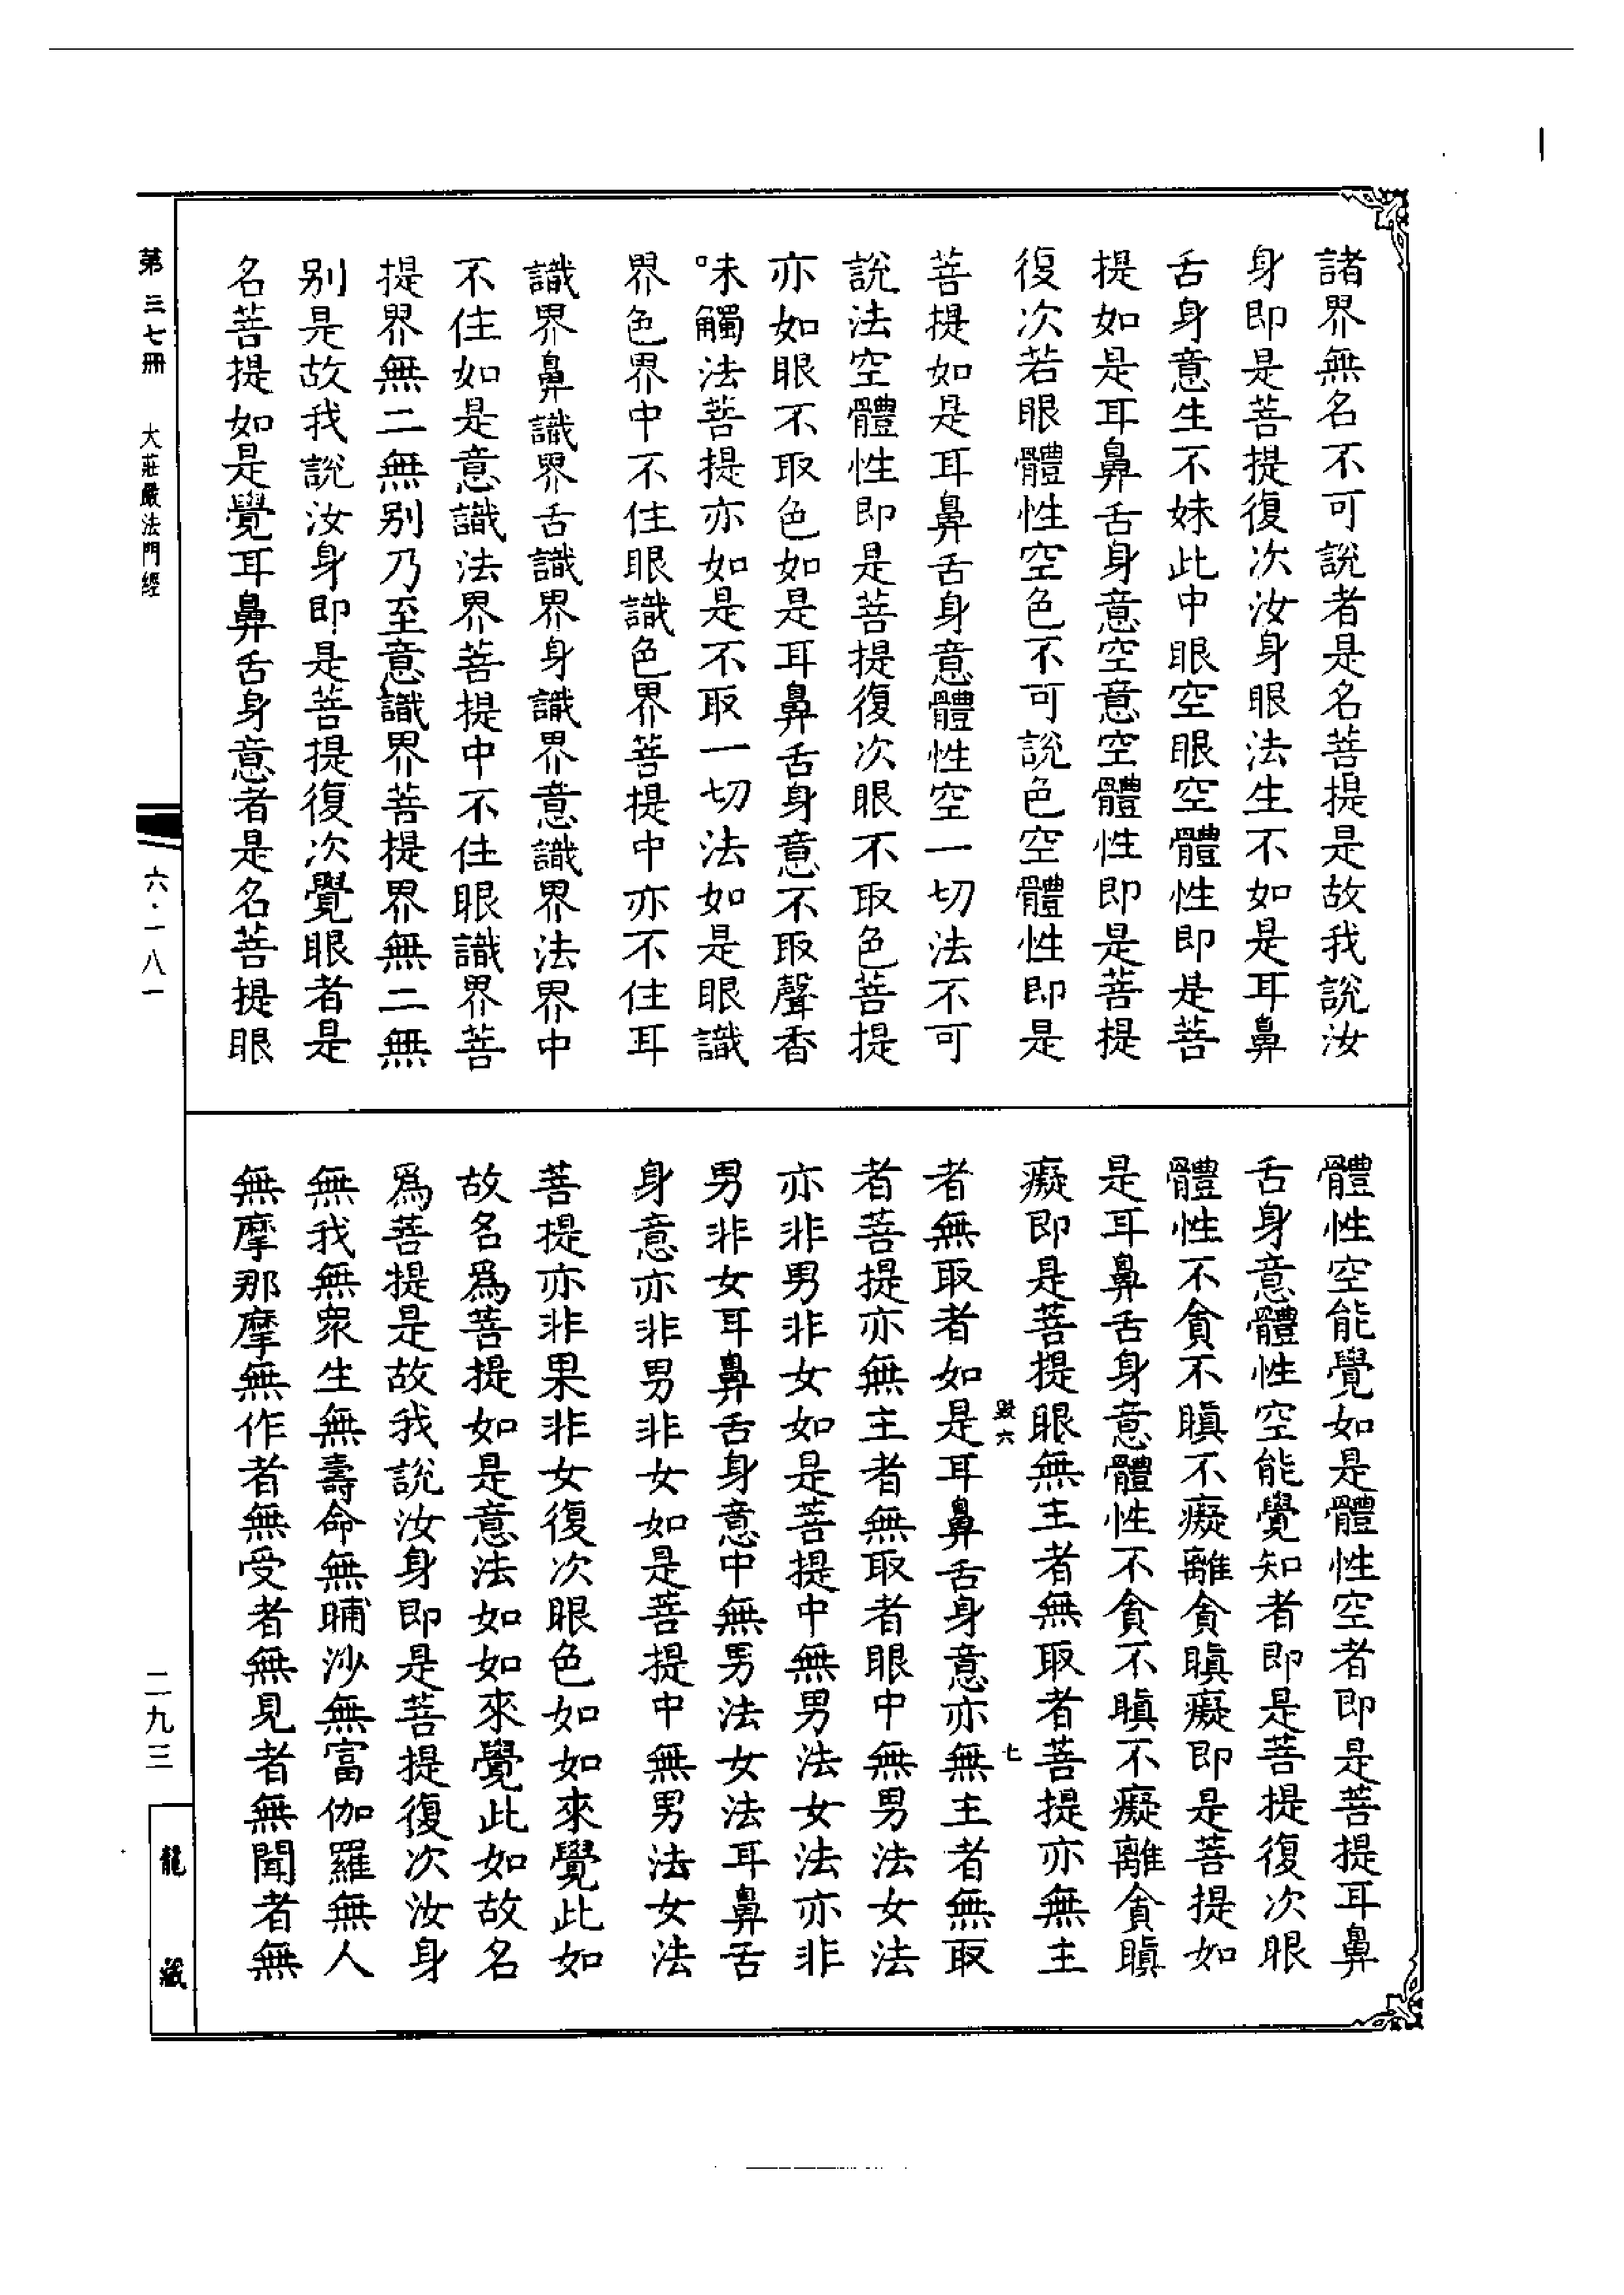 諸界無名不可說者是名菩提是故我說汝
身即是菩提復次汝身眼法生不如是耳鼻
舌身意生不妹此中眼空眼空體性即是菩
提如是耳鼻舌身意空意空體性即是菩提
復次若眼體性空色不可說色空體性即是
菩提如是耳鼻舌身意體性空一切法不可
說法空體性即是菩提復次眼不取色菩提
亦如眼不取色如是耳鼻舌身意不取聲香
味觸法菩提亦如是不取一切法如是眼識
界色界中不住眼識色界菩提中亦不住耳
識界鼻識界舌識界身識界意識界法界中
不住如是意識法界菩提中不住眼識界菩
提界無二無別乃至意識界菩提界無二無
別是故我說汝身即是菩提復次覺眼者是
名菩提如是覺耳鼻舌身意者是名菩提眼
體性空能覺如是體性空者即是菩提耳鼻
舌身意體性空能覺知者即是菩提復次眼
體性不貪不瞋不癡離貪瞋癡即是菩提如
是耳鼻舌身意體性不貪不瞋不癡離貪瞋
癡即是菩提眼無主者無取者菩提亦無主
毀六 七
者無取者如是耳鼻舌身意亦無主者無取
者菩提亦無主者無取者眼中無男法女法
亦非男非女如是菩提中無男法女法亦非
男非女耳鼻舌身意中無男法女法耳鼻舌
身意亦非男非女如是菩提中無男法女法
菩提亦非果非女復次眼色如如來覺此如
故名爲菩提如是意法如如來覺此如故名
爲菩提是故我說汝身即是菩提復次汝身
無我無衆生無壽命無晡沙無富伽羅無人
無摩那摩無作者無受者無見者無聞者無
第三七冊 大莊嚴法門經
六·一八一
二九三
龍藏